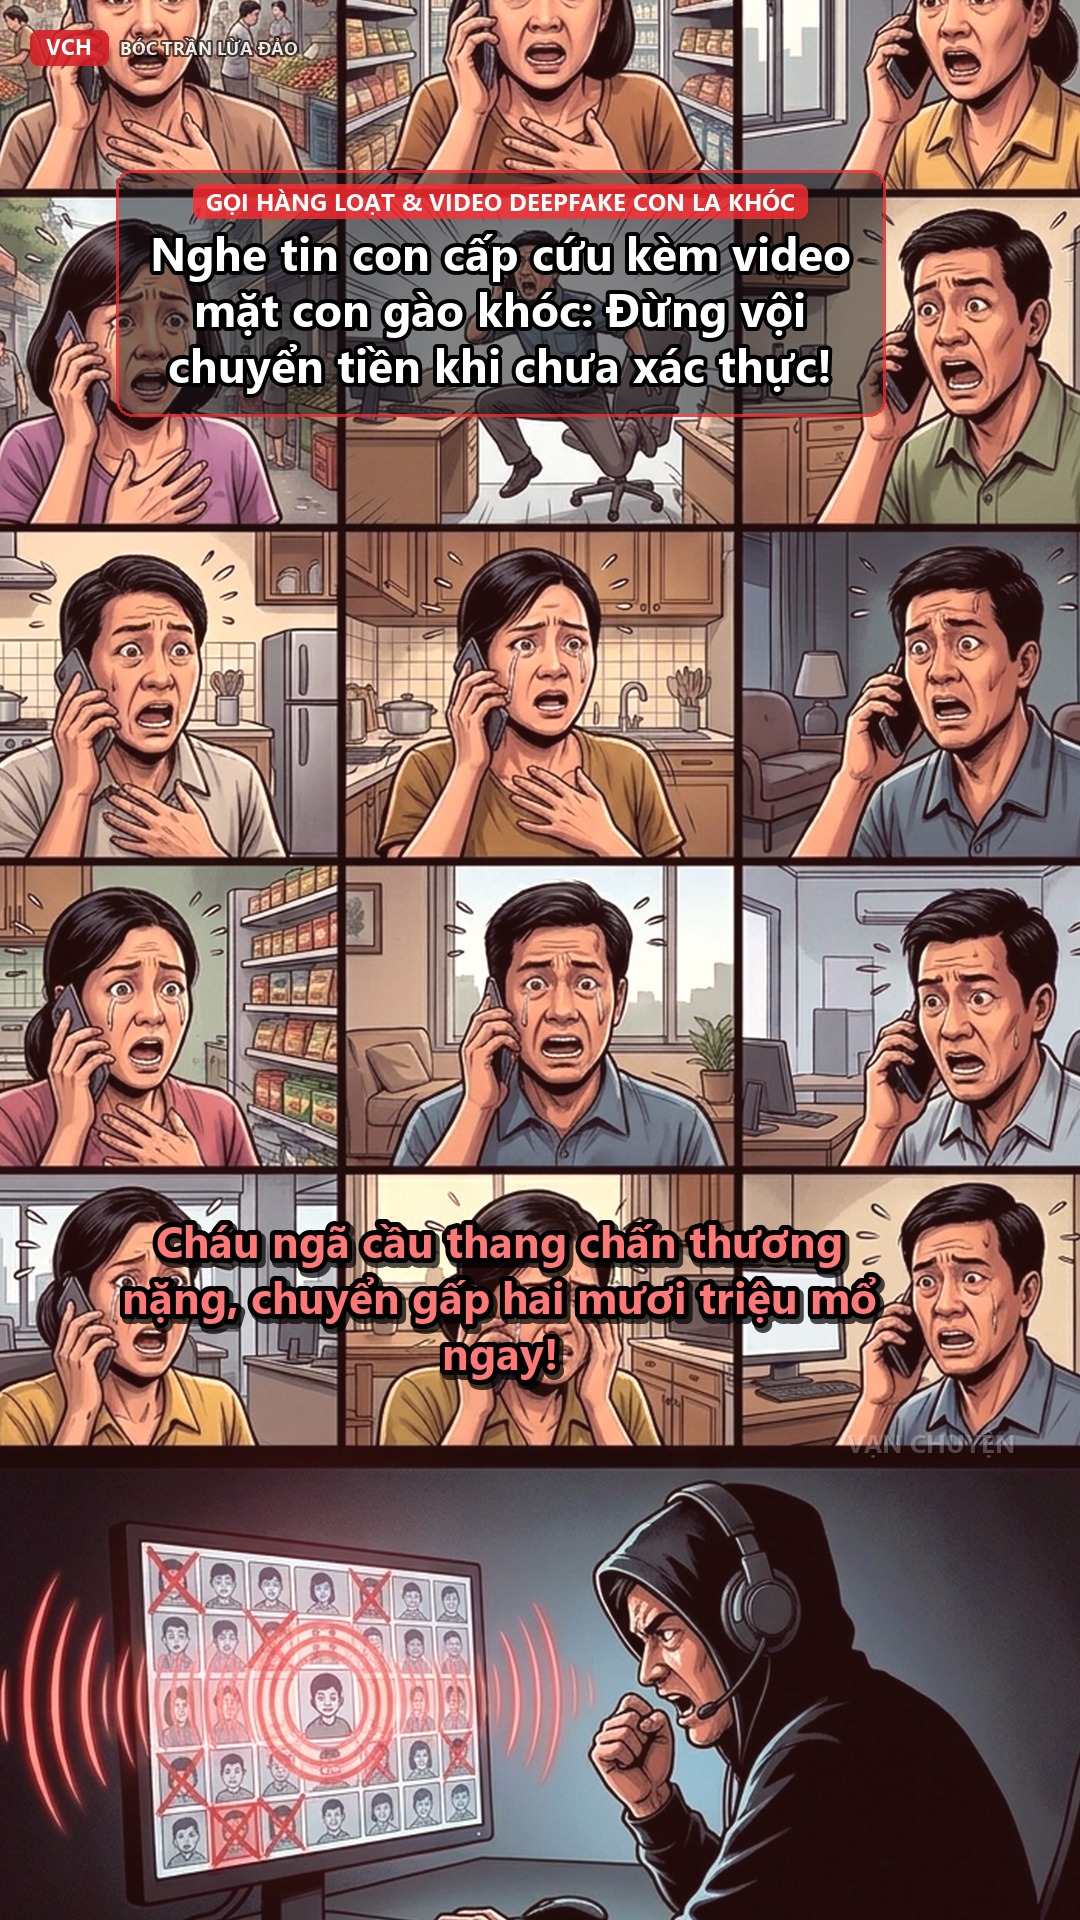 VCH BÓC TRẦN LỪA ĐẢO
GỌI HÀNG LOẠT & VIDEO DEEPFAKE CON LA KHÓC
Nghe tin con cấp cứu kèm video
mặt con gào khóc: Đừng vội
chuyển tiền khi chưa xác thực!
Cháu ngã cầu thang chấn thương
nặng, chuyển gấp hai mươi triệu mổ
ngay!
VẠN CHUYỆN